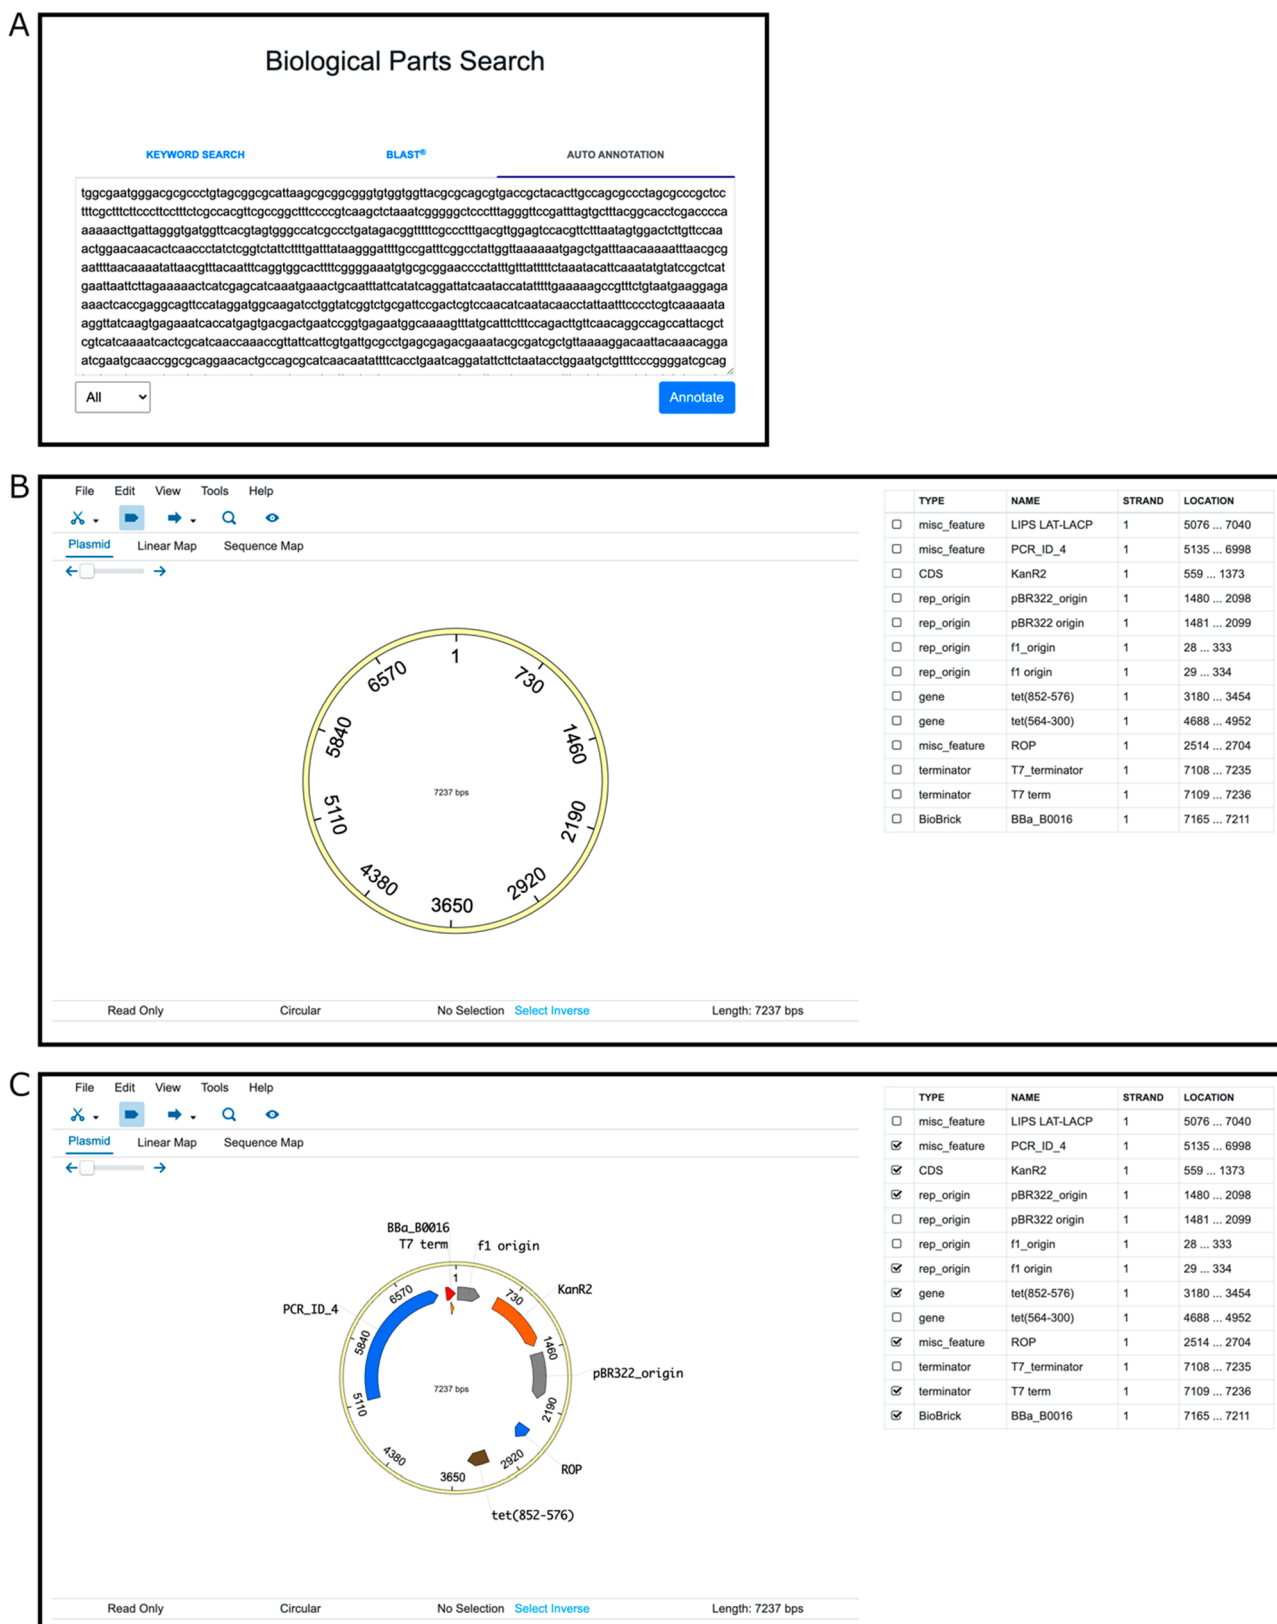 A
Biological Parts Search
KEYWORD SEARCH BLAST® AUTO ANNOTATION
tggcgaatgggacgcgccctgtagcggcgcattaagcgcggcgggtgtggtggttacgcgcagcgtgaccgctacacttgccagcgccctagcgcccgctcc
tttcgctttcttcccttcctttctcgccacgttcgccggctttccccgtcaagctctaaatcgggggctccctttagggttccgatttagtgctttacggcacctcgacccca
aaaaacttgattagggtgatggttcacgtagtgggccatcgccctgatagacggtttttcgccctttgacgttggagtccacgttctttaatagtggactcttgttccaa
actggaacaacactcaaccctatctcggtctattcttttgatttataagggattttgccgatttcggcctattggttaaaaaatgagctgatttaacaaaaatttaacgcg
aattttaacaaaatattaacgtttacaatttcaggtggcacttttcggggaaatgtgcgcggaacccctatttgtttatttttctaaatacattcaaatatgtatccgctcat
gaattaattcttagaaaaactcatcgagcatcaaatgaaactgcaatttattcatatcaggattatcaataccatatttttgaaaaagccgtttctgtaatgaaggaga
aaactcaccgaggcagttccataggatggcaagatcctggtatcggtctgcgattccgactcgtccaacatcaatacaacctattaatttcccctcgtcaaaaata
aggttatcaagtgagaaatcaccatgagtgacgactgaatccggtgagaatggcaaaagtttatgcatttctttccagacttgttcaacaggccagccattacgct
cgtcatcaaaatcactcgcatcaaccaaaccgttattcattcgtgattgcgcctgagcgagacgaaatacgcgatcgctgttaaaaggacaattacaaacagga
atcgaatgcaaccggcgcaggaacactgccagcgcatcaacaatattttcacctgaatcaggatattcttctaatacctggaatgctgttttcccggggatcgcag
All Annotate
B
File Edit View Tools Help
Plasmid Linear Map Sequence Map
1
730
1460
2190
2920
3650
4380
5110
5840
6570
7237 bps
Read Only Circular No Selection Select Inverse Length: 7237 bps
TYPE NAME STRAND LOCATION
misc_feature LIPS LAT-LACP 1 5076 ... 7040
misc_feature PCR_ID_4 1 5135 ... 6998
CDS KanR2 1 559 ... 1373
rep_origin pBR322_origin 1 1480 ... 2098
rep_origin pBR322 origin 1 1481 ... 2099
rep_origin f1_origin 1 28 ... 333
rep_origin f1 origin 1 29 ... 334
gene tet(852-576) 1 3180 ... 3454
gene tet(564-300) 1 4688 ... 4952
misc_feature ROP 1 2514 ... 2704
terminator T7_terminator 1 7108 ... 7235
terminator T7 term 1 7109 ... 7236
BioBrick BBa_B0016 1 7165 ... 7211
C
File Edit View Tools Help
Plasmid Linear Map Sequence Map
BBa_B0016
T7 term
f1 origin
KanR2
PCR_ID_4
pBR322_origin
ROP
tet(852-576)
1
730
1460
2190
2920
3650
4380
5110
5840
6570
7237 bps
Read Only Circular No Selection Select Inverse Length: 7237 bps
TYPE NAME STRAND LOCATION
misc_feature LIPS LAT-LACP 1 5076 ... 7040
misc_feature PCR_ID_4 1 5135 ... 6998
CDS KanR2 1 559 ... 1373
rep_origin pBR322_origin 1 1480 ... 2098
rep_origin pBR322 origin 1 1481 ... 2099
rep_origin f1_origin 1 28 ... 333
rep_origin f1 origin 1 29 ... 334
gene tet(852-576) 1 3180 ... 3454
gene tet(564-300) 1 4688 ... 4952
misc_feature ROP 1 2514 ... 2704
terminator T7_terminator 1 7108 ... 7235
terminator T7 term 1 7109 ... 7236
BioBrick BBa_B0016 1 7165 ... 7211